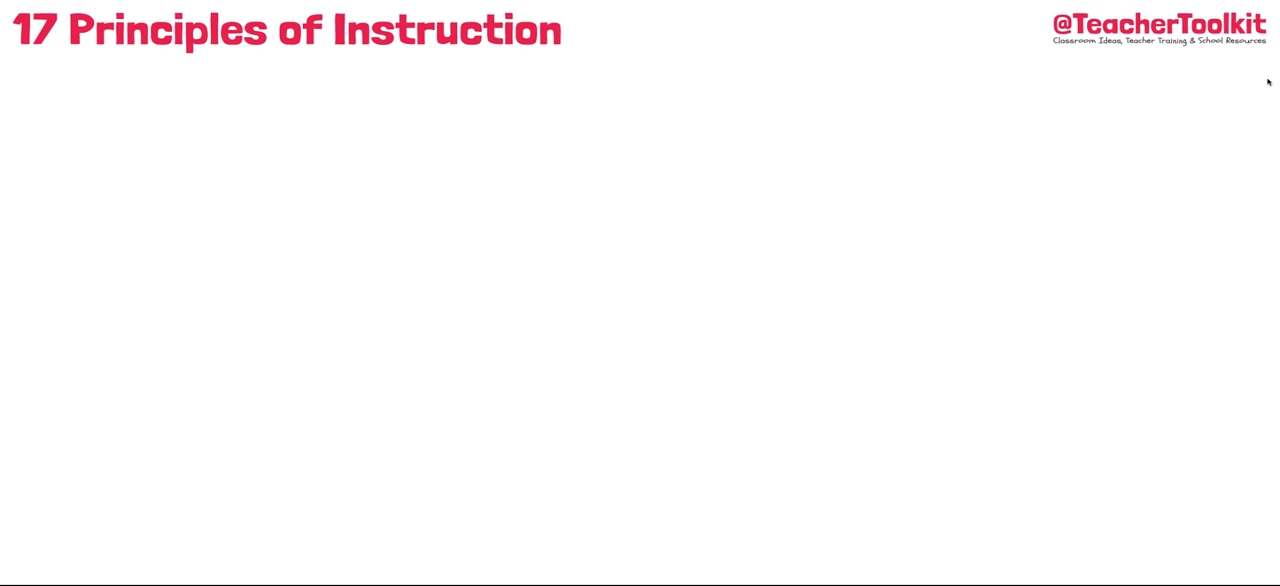 17 Principles of Instruction
@TeacherToolkit
Classroom Ideas, Teacher Training & School Resources